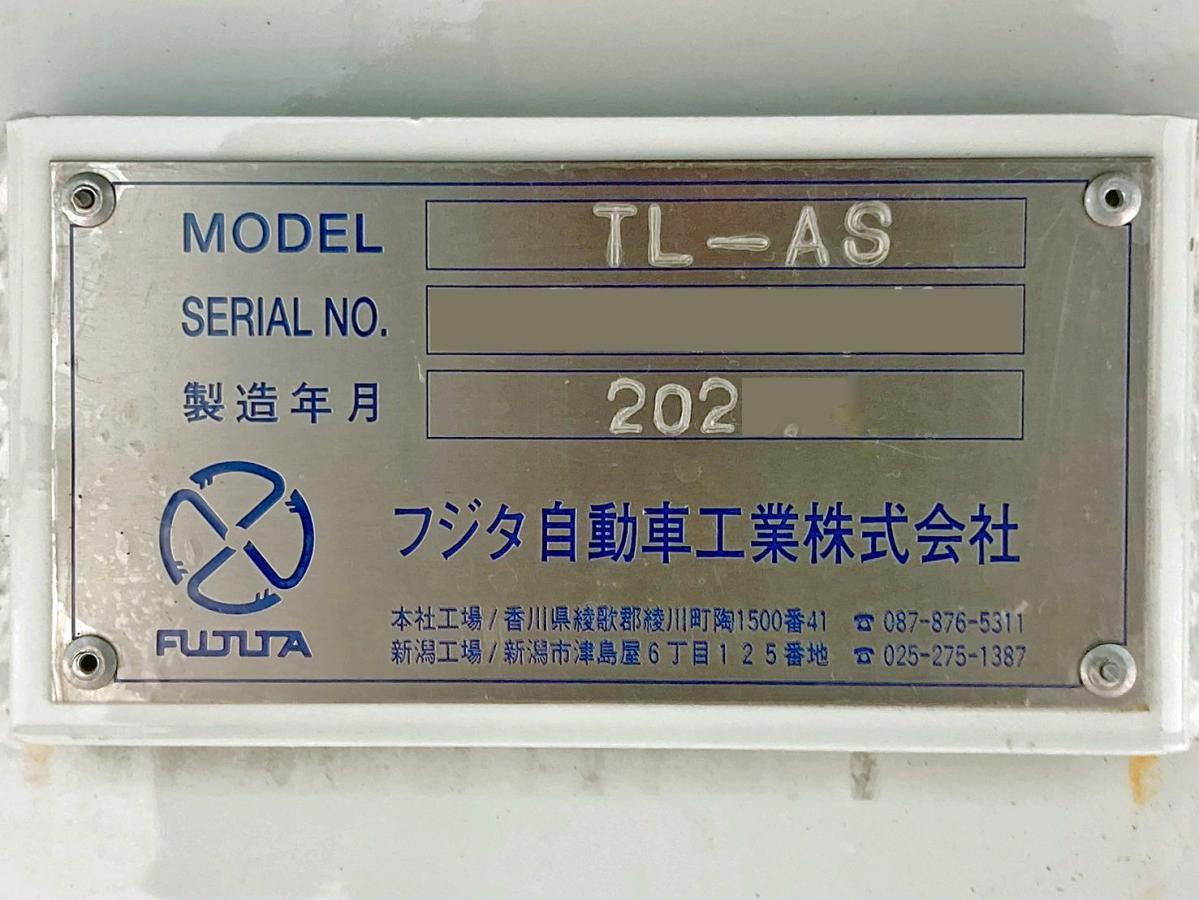 MODEL TL-AS
SERIAL NO.
製造年月 202
フジタ自動車工業株式会社
FUJITA
本社工場/香川県綾歌郡綾川町陶1500番41 ☎ 087-876-5311
新潟工場/新潟市津島屋6丁目125番地 ☎ 025-275-1387